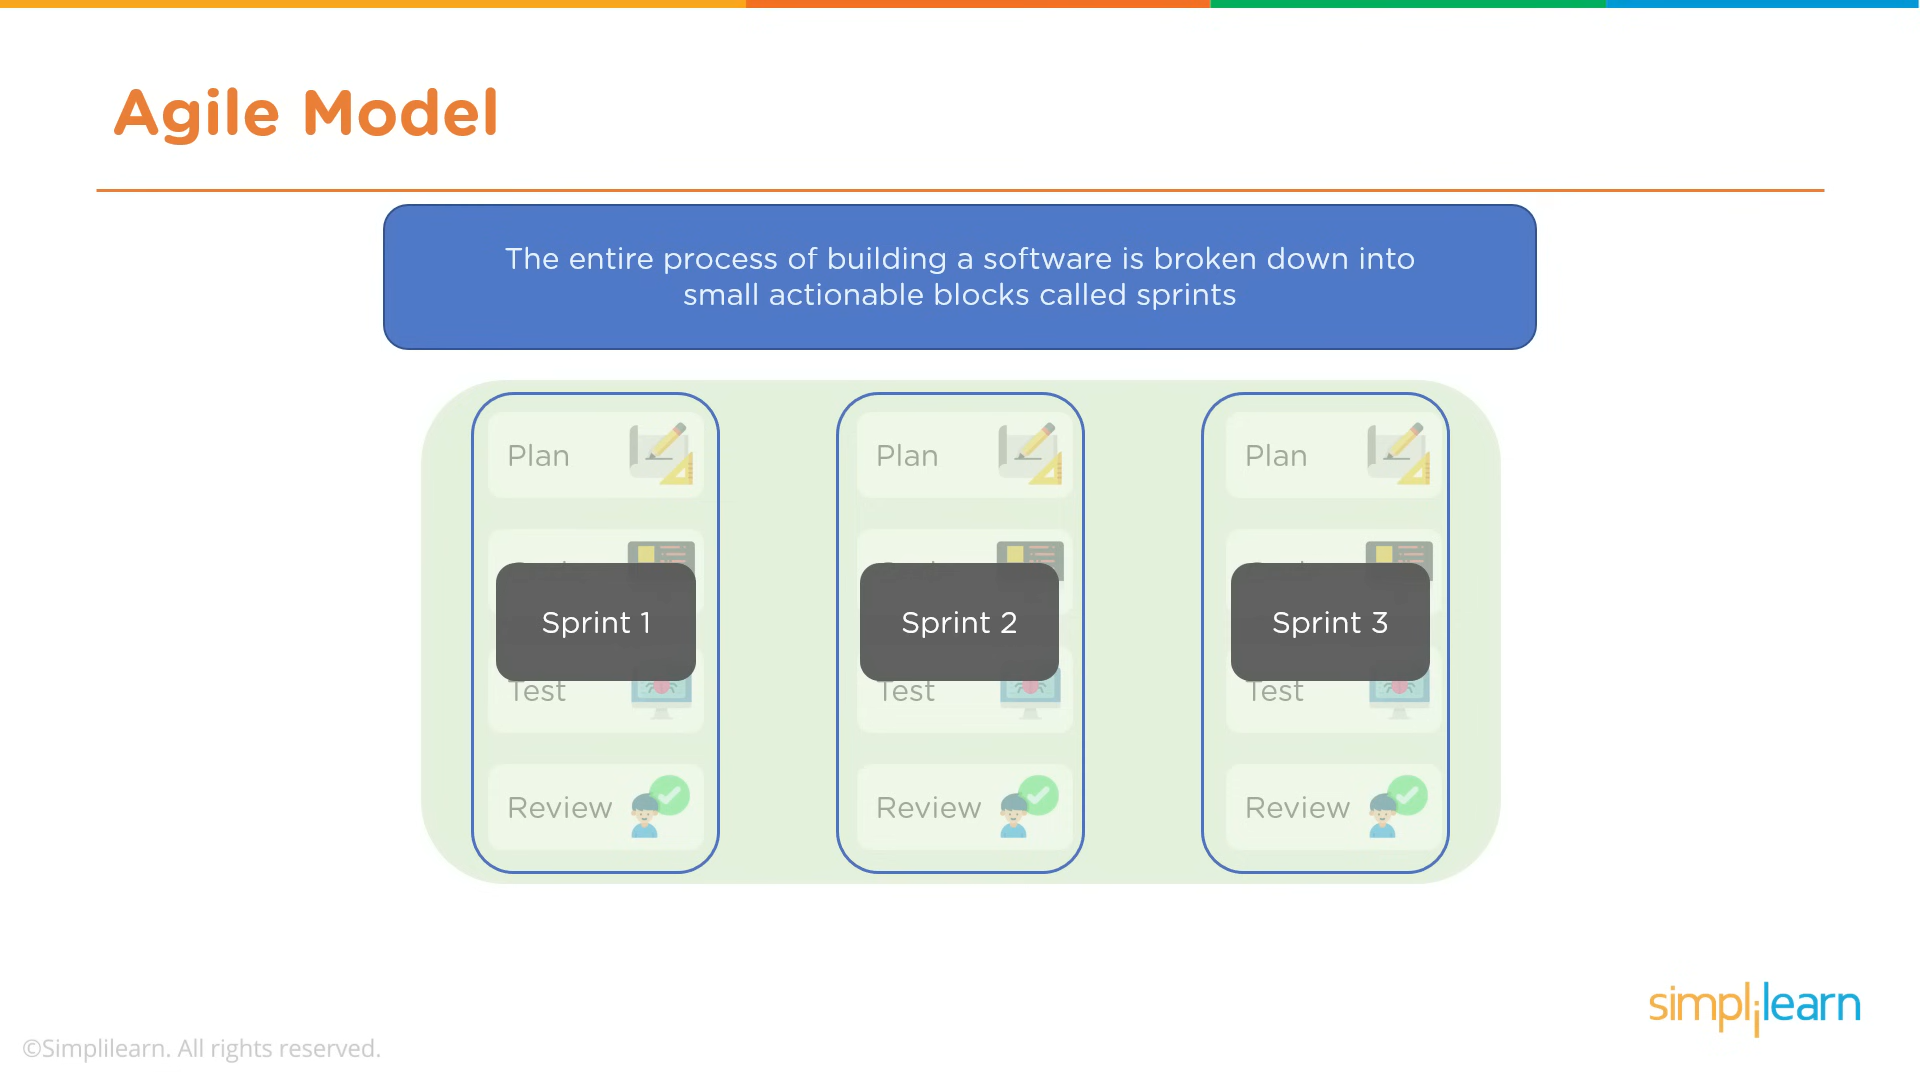 Agile Model
The entire process of building a software is broken down into
small actionable blocks called sprints
Plan
Plan
Plan
Sprint 1
Sprint 2
Sprint 3
Test
Test
Test
Review
Review
Review
simplilearn
©Simplilearn. All rights reserved.